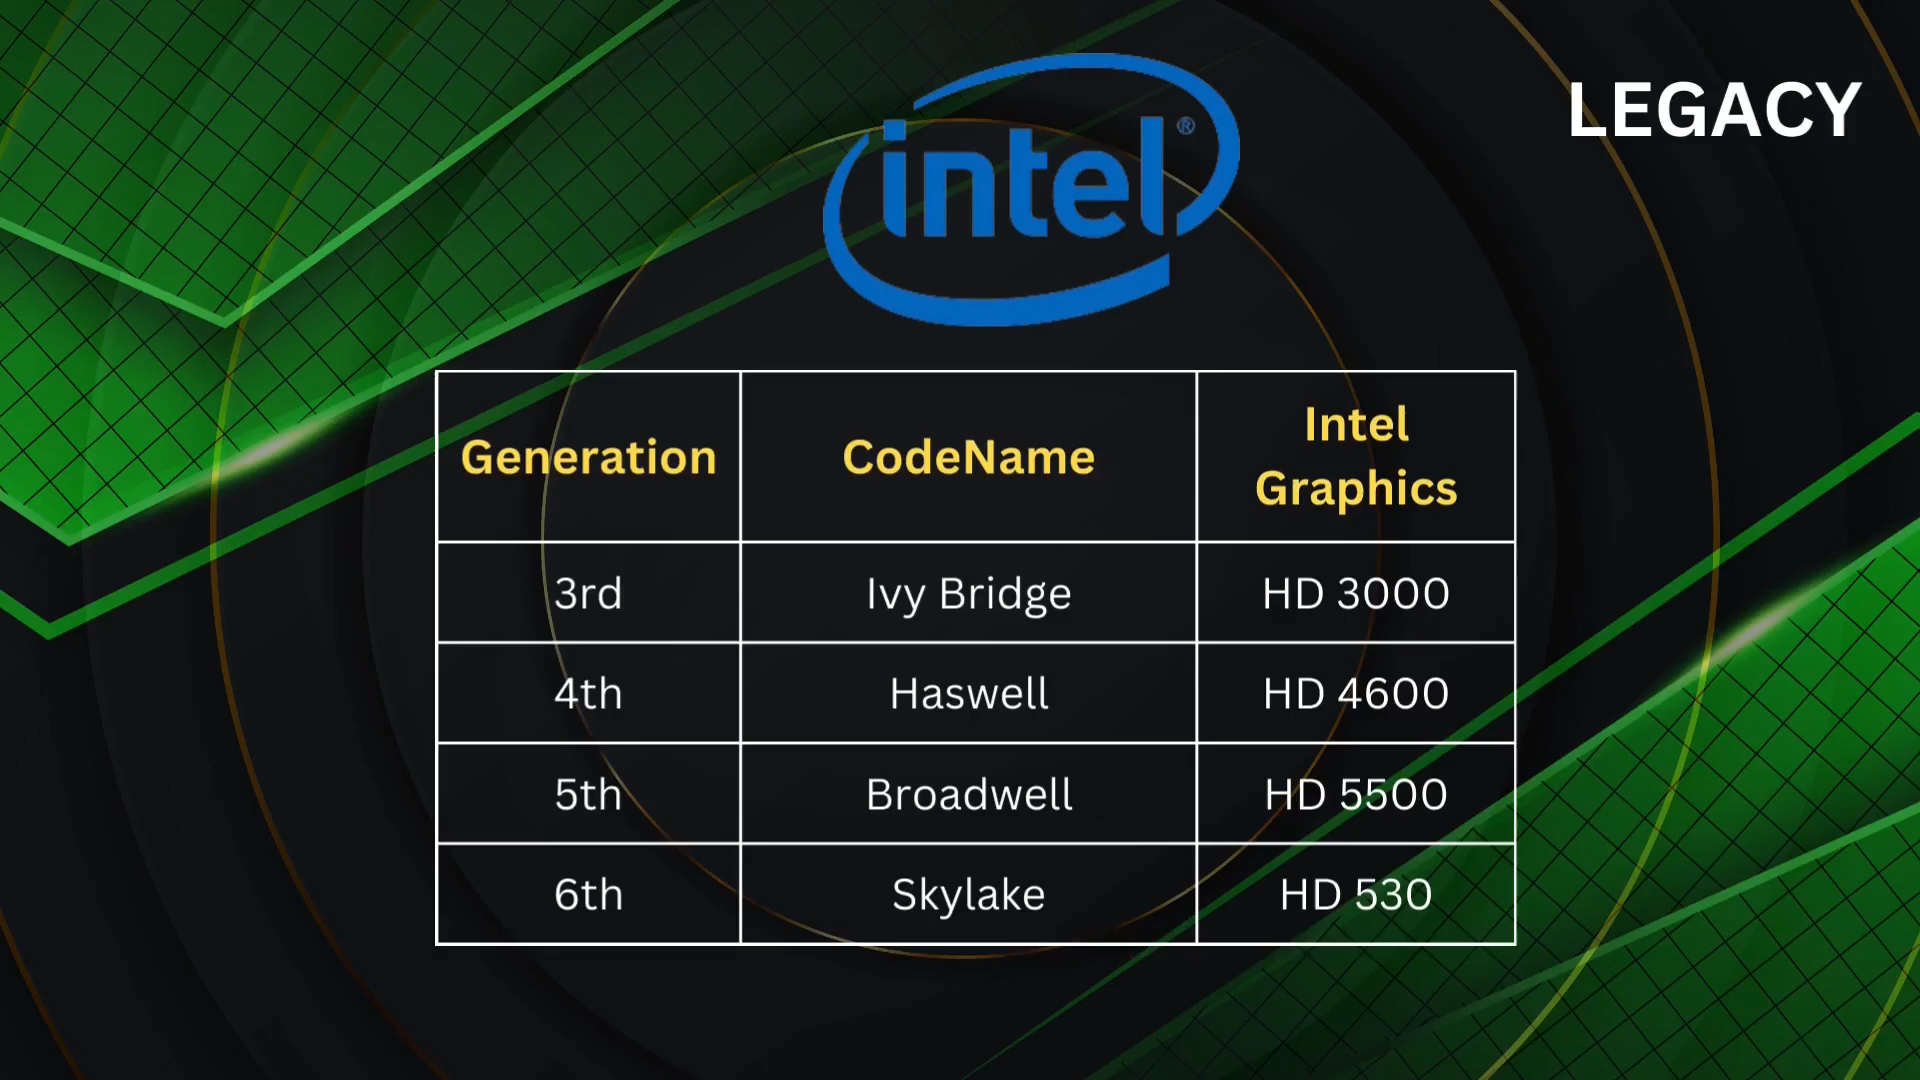 intel®
LEGACY
Generation CodeName Intel Graphics
3rd Ivy Bridge HD 3000
4th Haswell HD 4600
5th Broadwell HD 5500
6th Skylake HD 530